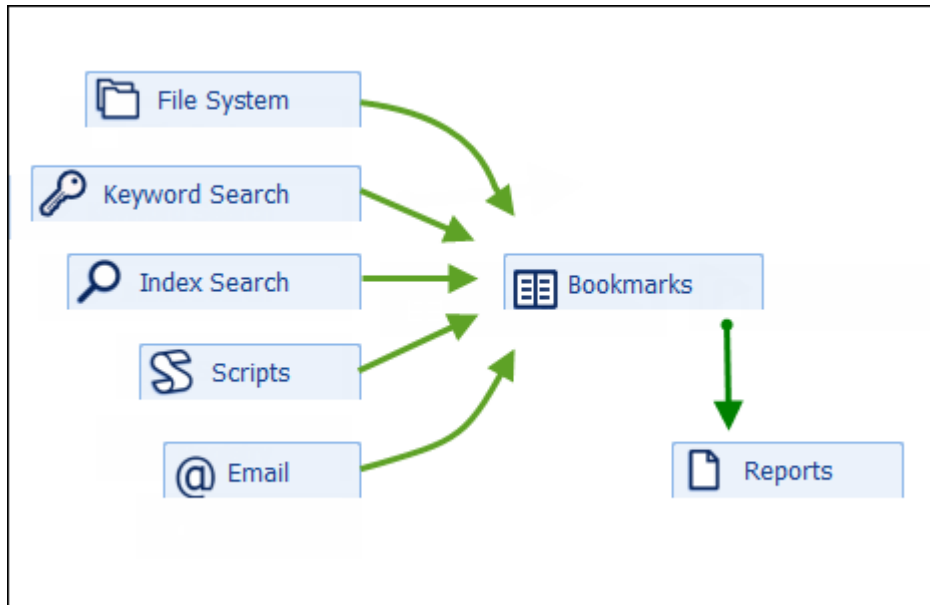 File System
Keyword Search
Index Search
Bookmarks
Scripts
@ Email
Reports